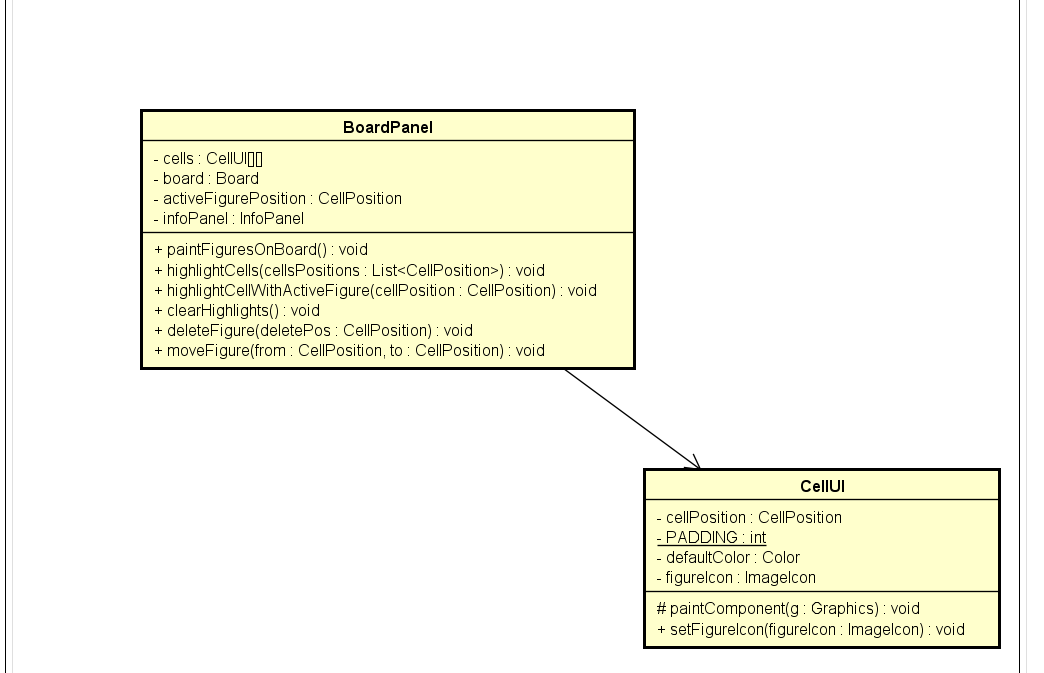 BoardPanel
- cells : CellUI[][]
- board : Board
- activeFigurePosition : CellPosition
- infoPanel : InfoPanel
+ paintFiguresOnBoard() : void
+ highlightCells(cellsPositions : List<CellPosition>) : void
+ highlightCellWithActiveFigure(cellPosition : CellPosition) : void
+ clearHighlights() : void
+ deleteFigure(deletePos : CellPosition) : void
+ moveFigure(from : CellPosition, to : CellPosition) : void
CellUI
- cellPosition : CellPosition
- PADDING : int
- defaultColor : Color
- figureIcon : ImageIcon
# paintComponent(g : Graphics) : void
+ setFigureIcon(figureIcon : ImageIcon) : void